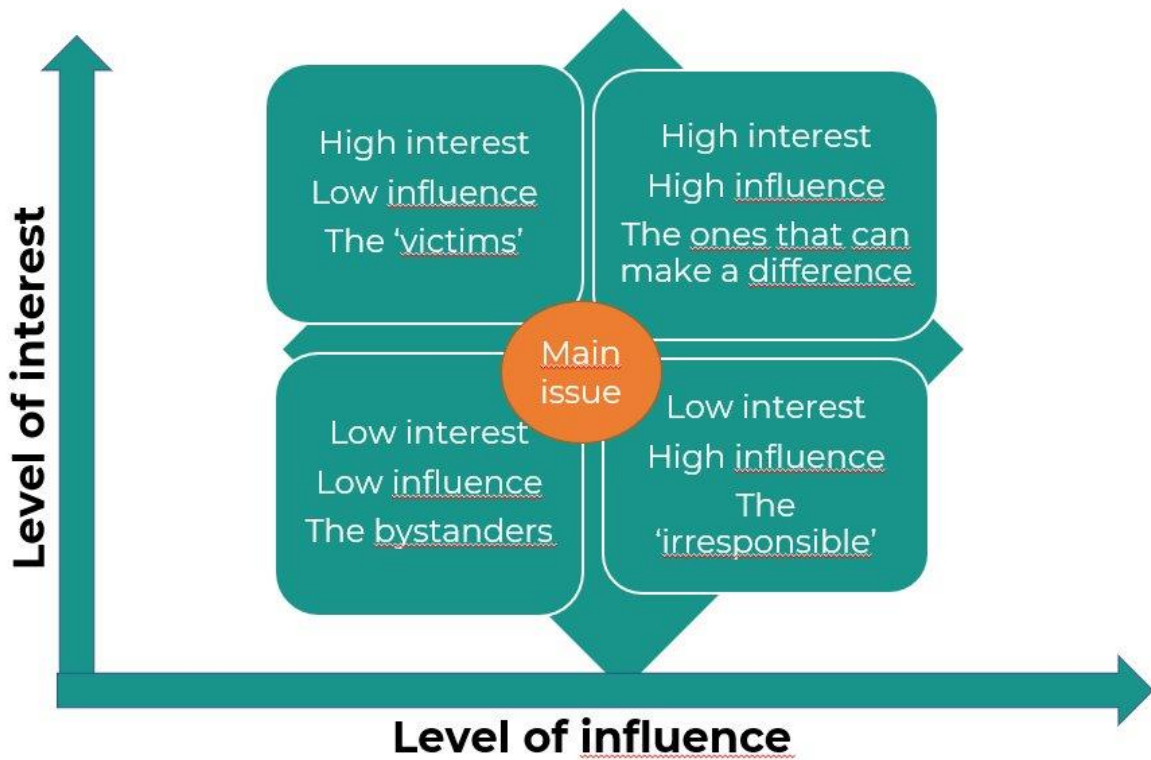 High interest
Low influence
The ‘victims’
High interest
High influence
The ones that can
make a difference
Main
issue
Low interest
Low influence
The bystanders
Low interest
High influence
The
‘irresponsible’
Level of interest
Level of influence